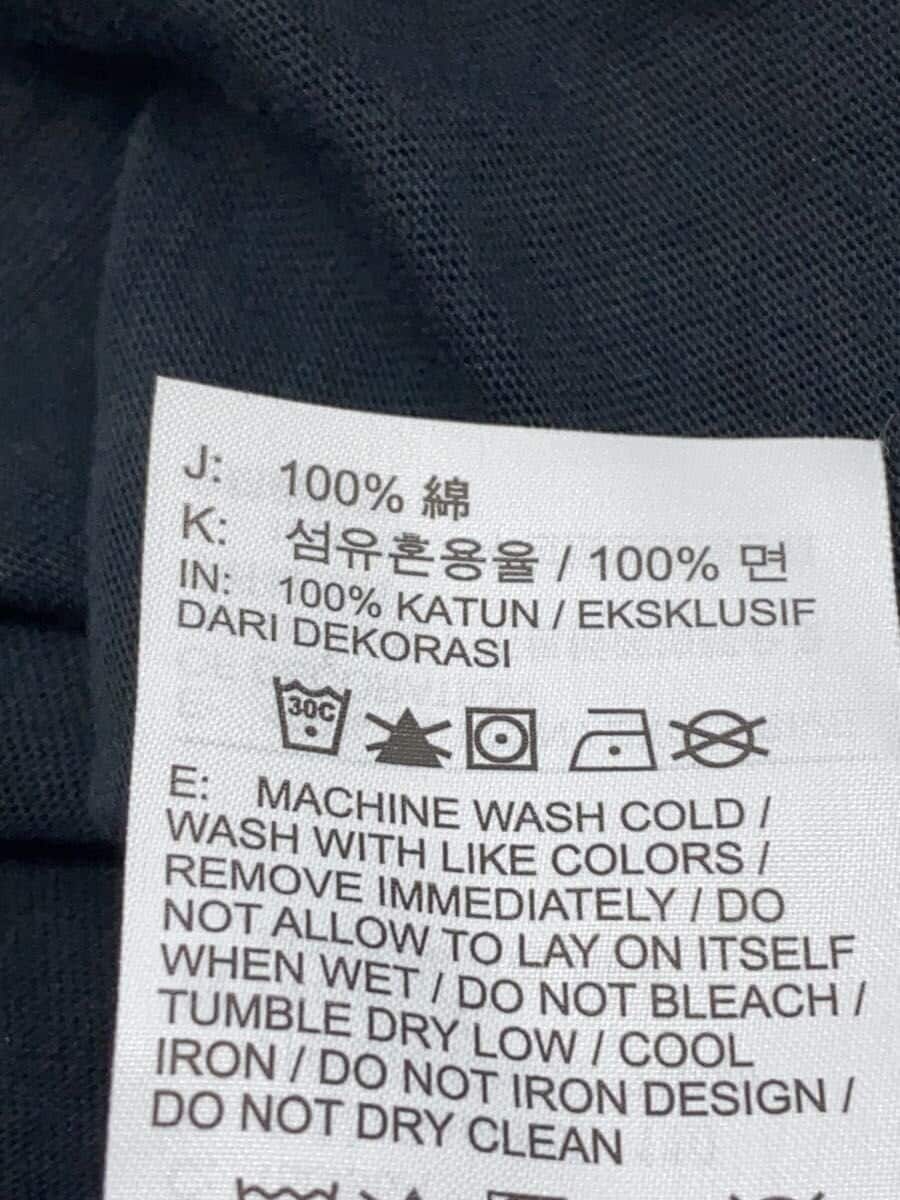 J: 100% 綿
K: 섬유혼용율 / 100% 면
IN: 100% KATUN / EKSKLUSIF
DARI DEKORASI
30C
E: MACHINE WASH COLD /
WASH WITH LIKE COLORS /
REMOVE IMMEDIATELY / DO
NOT ALLOW TO LAY ON ITSELF
WHEN WET / DO NOT BLEACH /
TUMBLE DRY LOW / COOL
IRON / DO NOT IRON DESIGN /
DO NOT DRY CLEAN